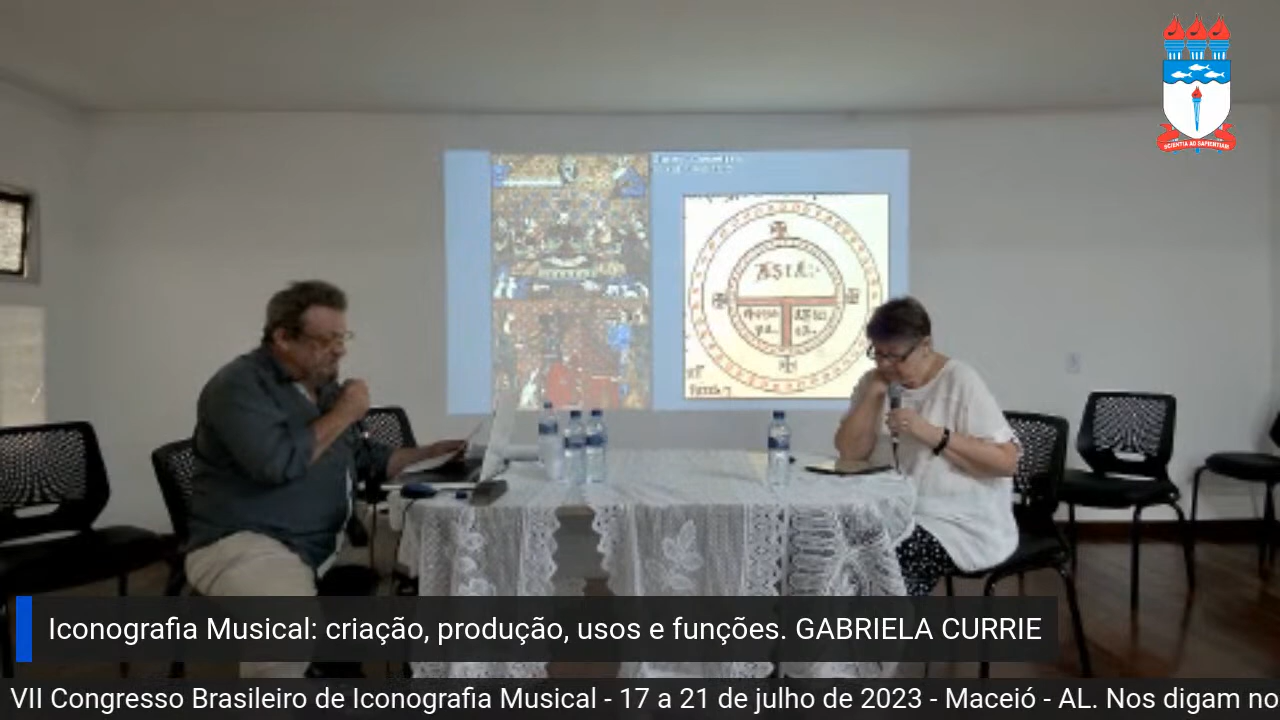 SCIENTIA AD SAPIENTIAM
ASIA
Iconografia Musical: criação, produção, usos e funções. GABRIELA CURRIE
VII Congresso Brasileiro de Iconografia Musical - 17 a 21 de julho de 2023 - Maceió - AL. Nos digam no